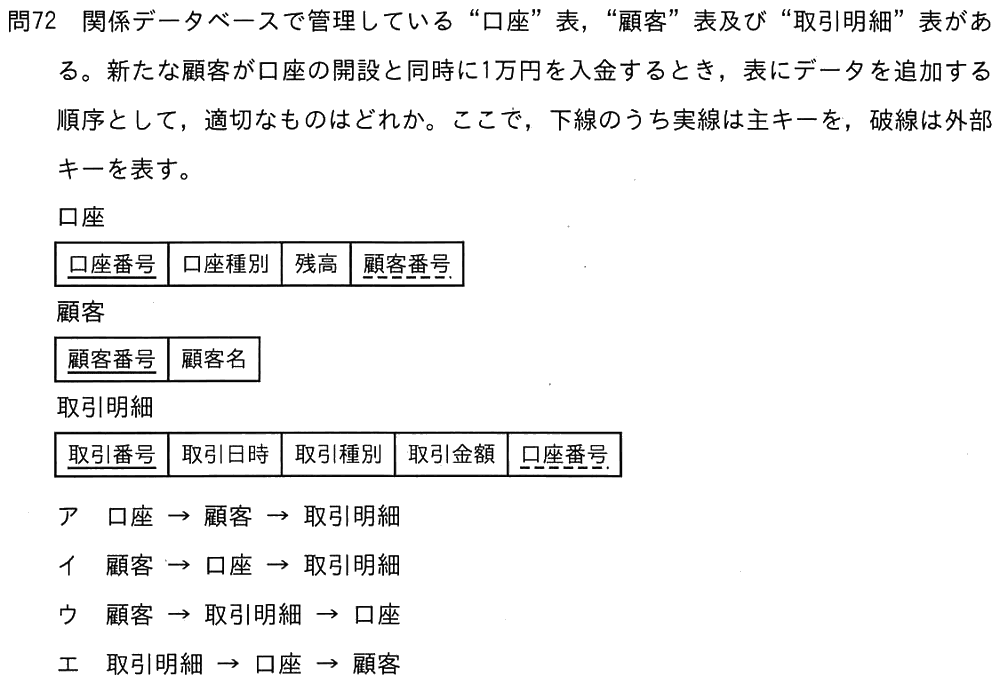 問72　関係データベースで管理している“口座”表，“顧客”表及び“取引明細”表があ
る。新たな顧客が口座の開設と同時に1万円を入金するとき，表にデータを追加する
順序として，適切なものはどれか。ここで，下線のうち実線は主キーを，破線は外部
キーを表す。
口座
口座番号　口座種別　残高　顧客番号
顧客
顧客番号　顧客名
取引明細
取引番号　取引日時　取引種別　取引金額　口座番号
ア　口座 → 顧客 → 取引明細
イ　顧客 → 口座 → 取引明細
ウ　顧客 → 取引明細 → 口座
エ　取引明細 → 口座 → 顧客